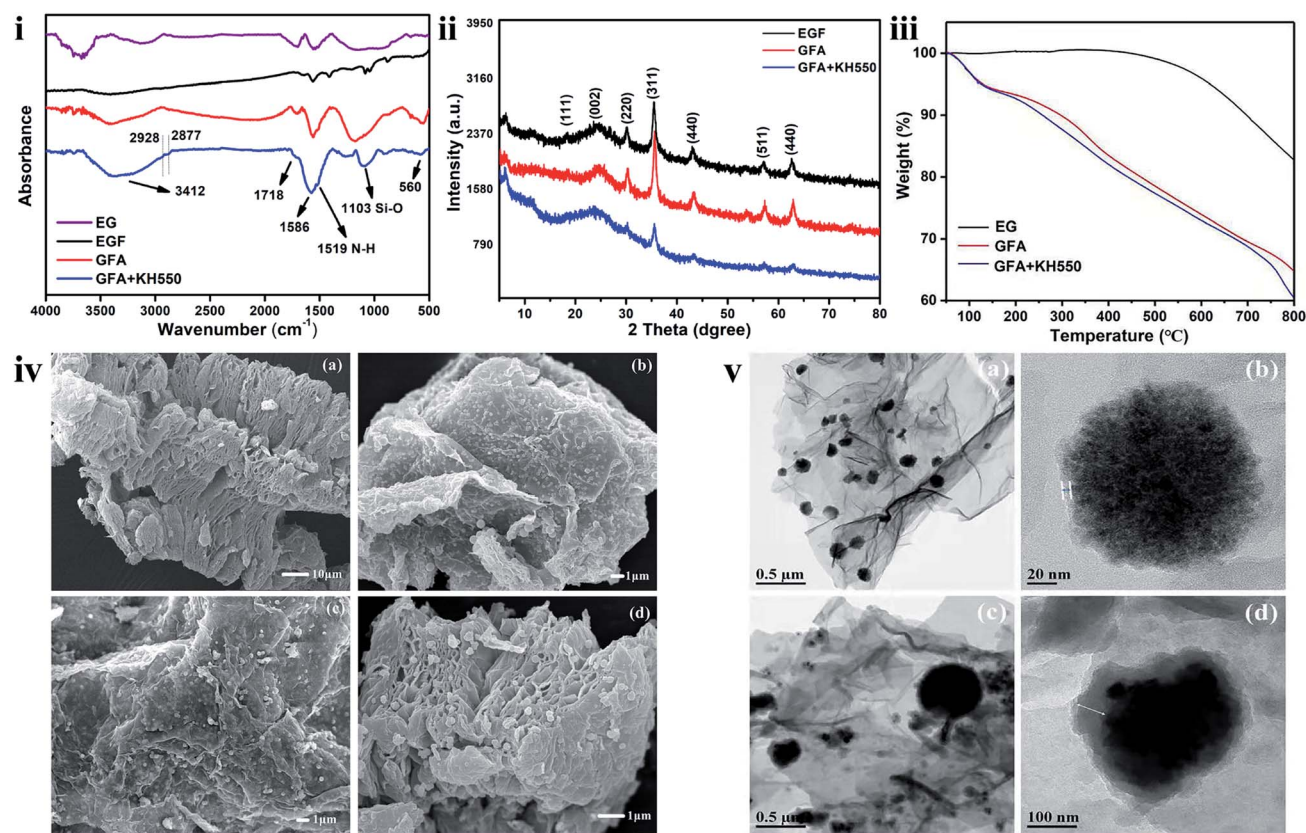 i
Absorbance
2928
2877
3412
1718
1586
1519 N-H
1103 Si-O
560
EG
EGF
GFA
GFA+KH550
4000 3500 3000 2500 2000 1500 1000 500
Wavenumber (cm-1)
ii
Intensity (a.u.)
3950
3160
2370
1580
790
EGF
GFA
GFA+KH550
(111)
(002)
(220)
(311)
(440)
(511)
(440)
10 20 30 40 50 60 70 80
2 Theta (dgree)
iii
Weight (%)
100
90
80
70
60
EG
GFA
GFA+KH550
100 200 300 400 500 600 700 800
Temperature (°C)
iv
(a)
10μm
(b)
1μm
(c)
1μm
(d)
1μm
v
(a)
0.5 μm
(b)
20 nm
(c)
0.5 μm
(d)
100 nm